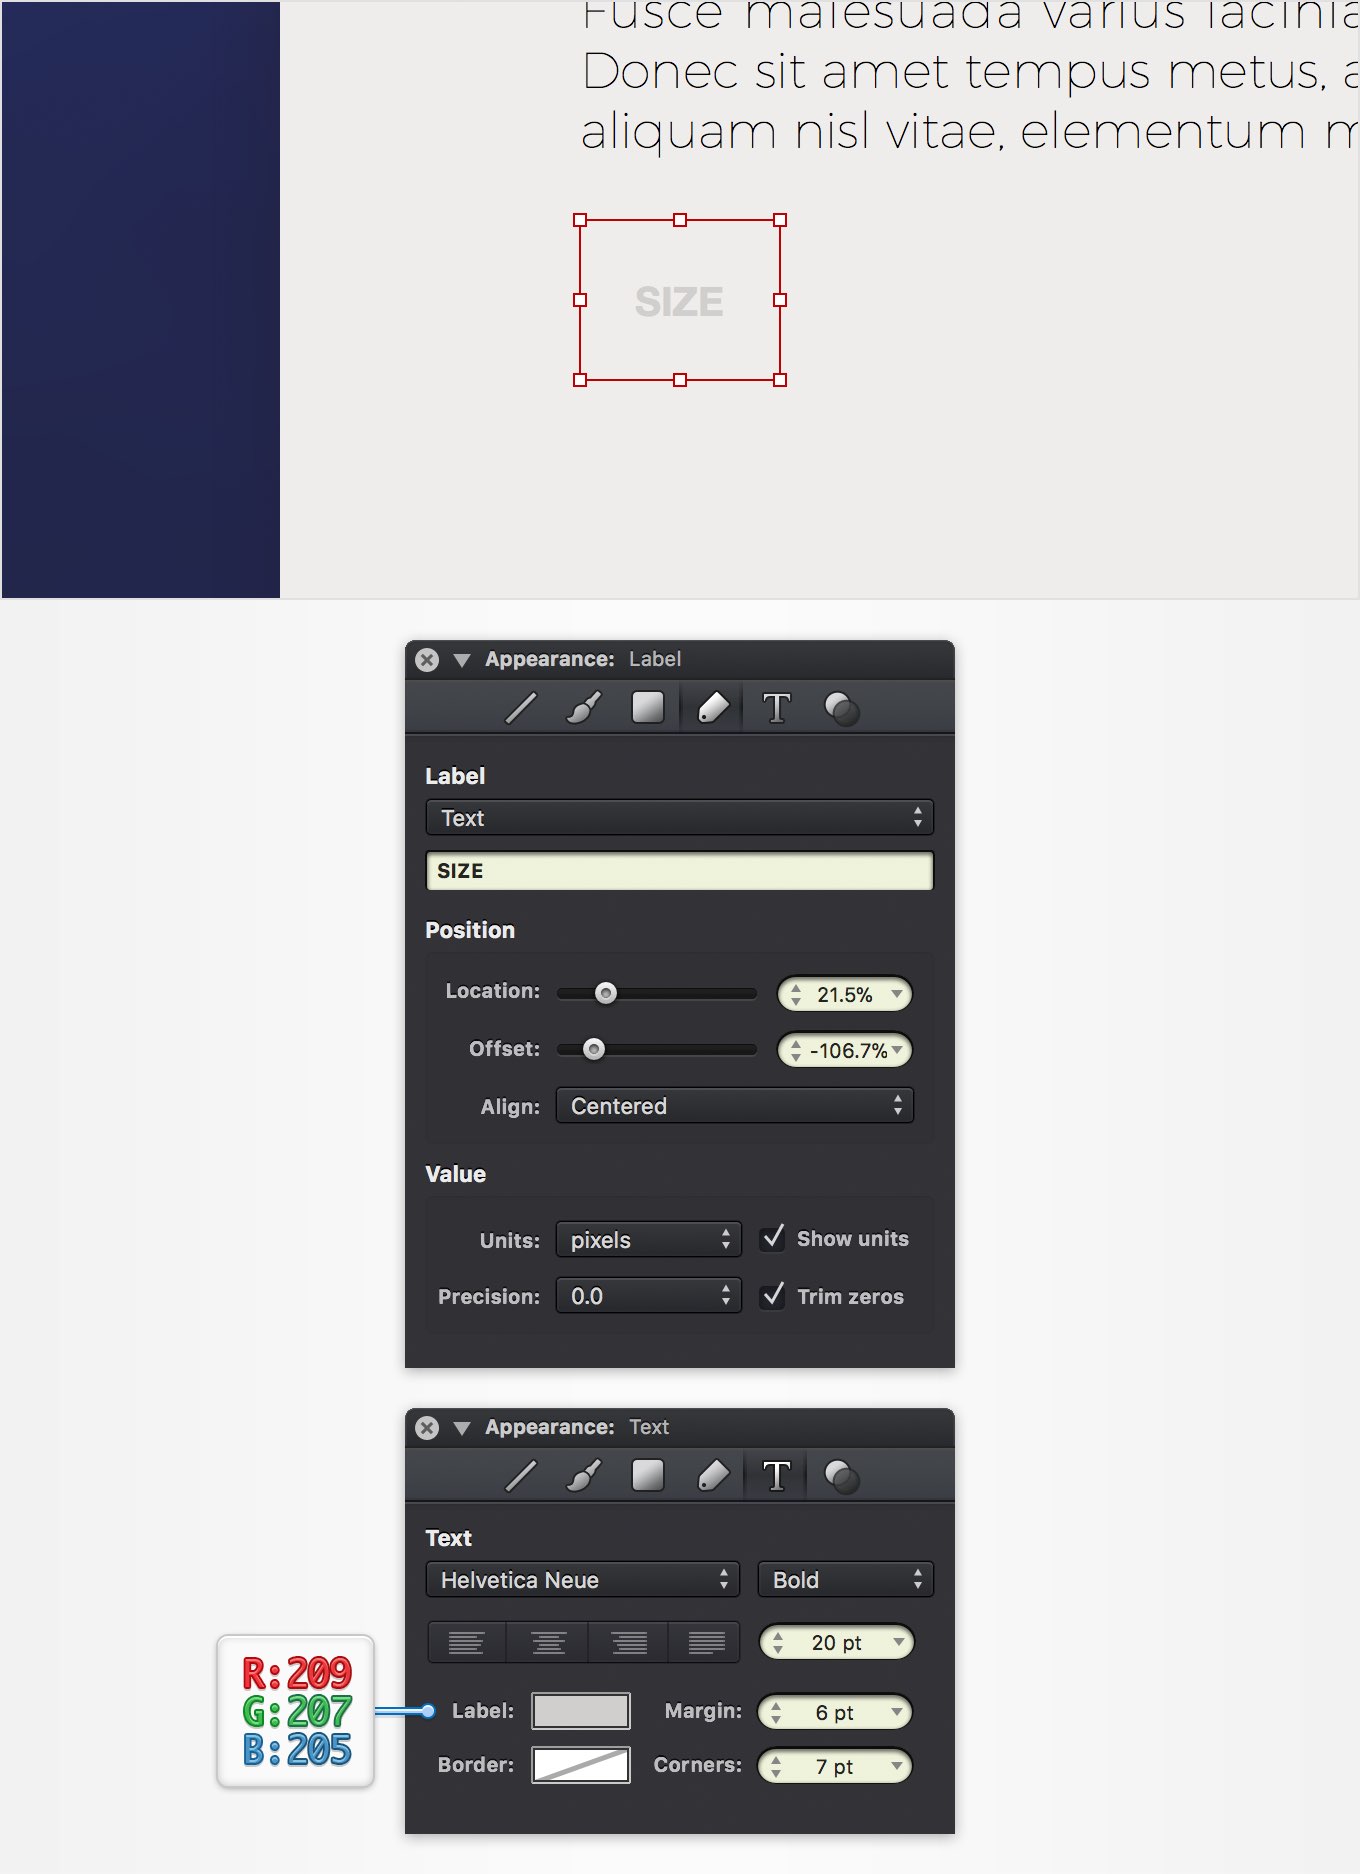 Fusce malesuada varius lacinia
Donec sit amet tempus metus, a
aliquam nisl vitae, elementum m
SIZE
Appearance: Label
T
Label
Text
SIZE
Position
Location: 21.5%
Offset: -106.7%
Align: Centered
Value
Units: pixels Show units
Precision: 0.0 Trim zeros
Appearance: Text
T
Text
Helvetica Neue Bold
20 pt
R:209
G:207
B:205
Label: Margin: 6 pt
Border: Corners: 7 pt